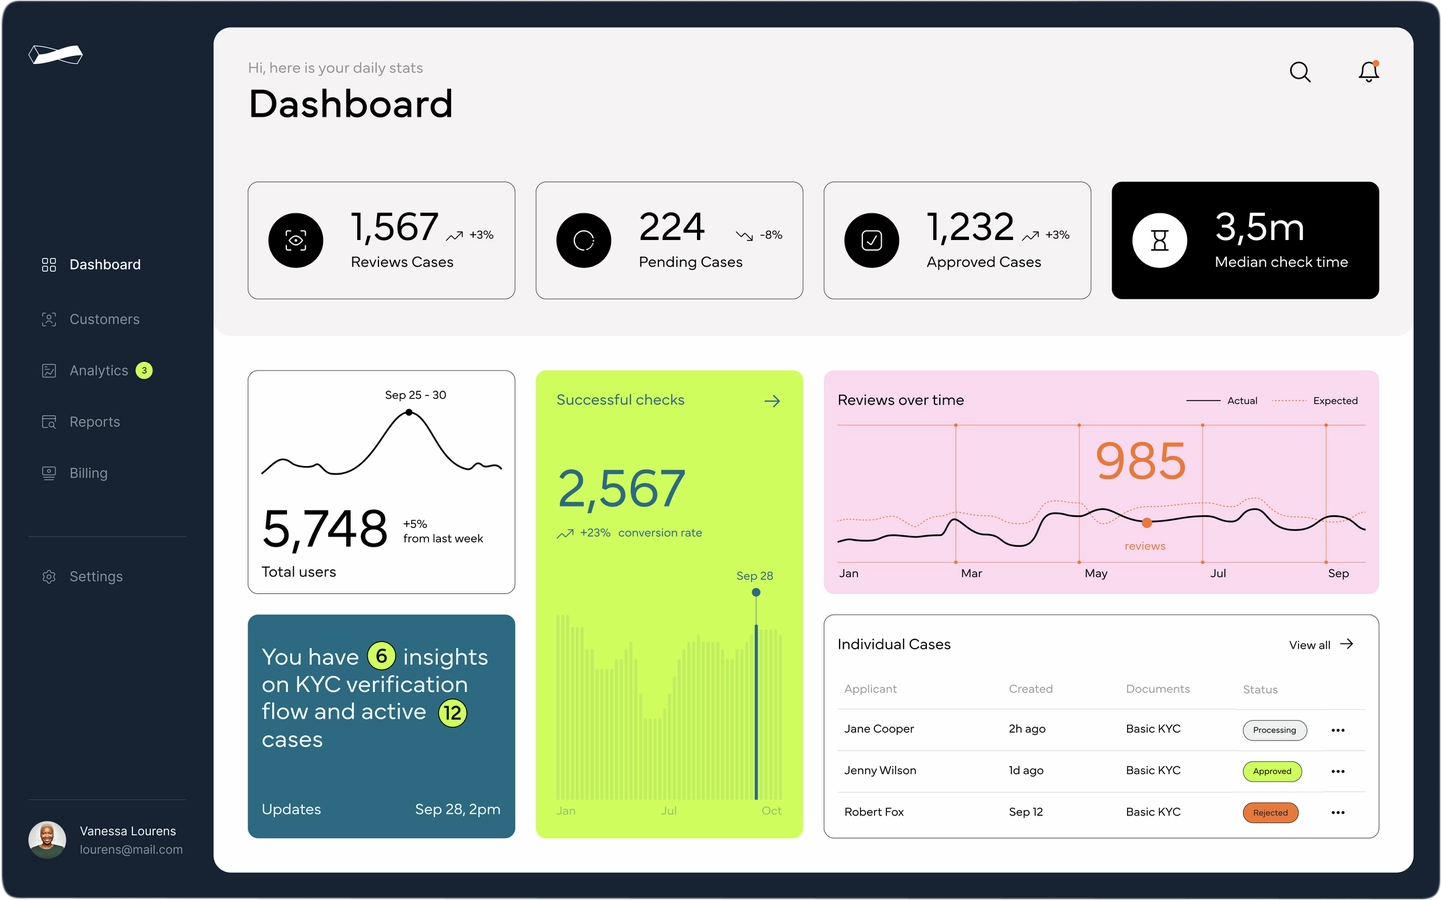 Hi, here is your daily stats
Dashboard
Dashboard
Customers
Analytics 3
Reports
Billing
Settings
Vanessa Lourens
lourens@mail.com
1,567 +3%
Reviews Cases
224 -8%
Pending Cases
1,232 +3%
Approved Cases
3,5m
Median check time
Sep 25 - 30
5,748
+5%
from last week
Total users
You have 6 insights
on KYC verification
flow and active 12
cases
Updates Sep 28, 2pm
Successful checks
2,567
+23% conversion rate
Sep 28
Jan Jul Oct
Reviews over time Actual Expected
985
reviews
Jan Mar May Jul Sep
Individual Cases View all
Applicant Created Documents Status
Jane Cooper 2h ago Basic KYC Processing
Jenny Wilson 1d ago Basic KYC Approved
Robert Fox Sep 12 Basic KYC Rejected